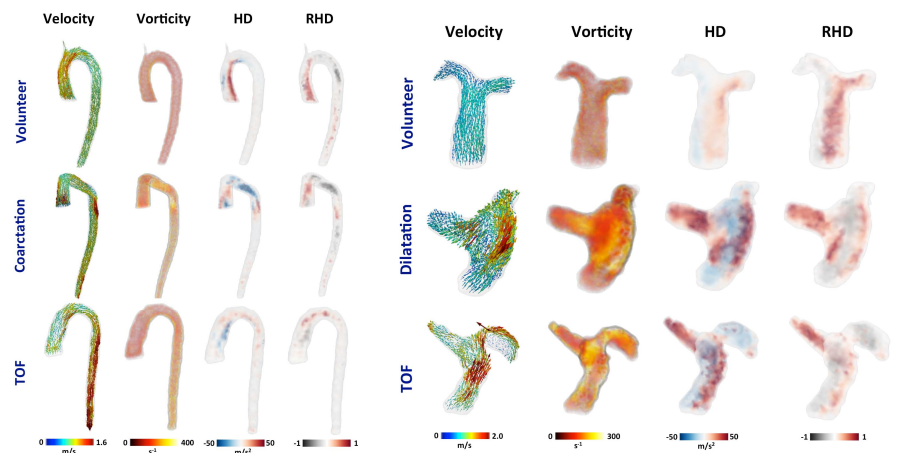 Velocity Vorticity HD RHD
Volunteer
Coarctation
TOF
0 1.6 0 400 -50 50 -1 1
m/s s-1 m/s2
Velocity Vorticity HD RHD
Volunteer
Dilatation
TOF
0 2.0 0 300 -50 50 -1 1
m/s s-1 m/s2